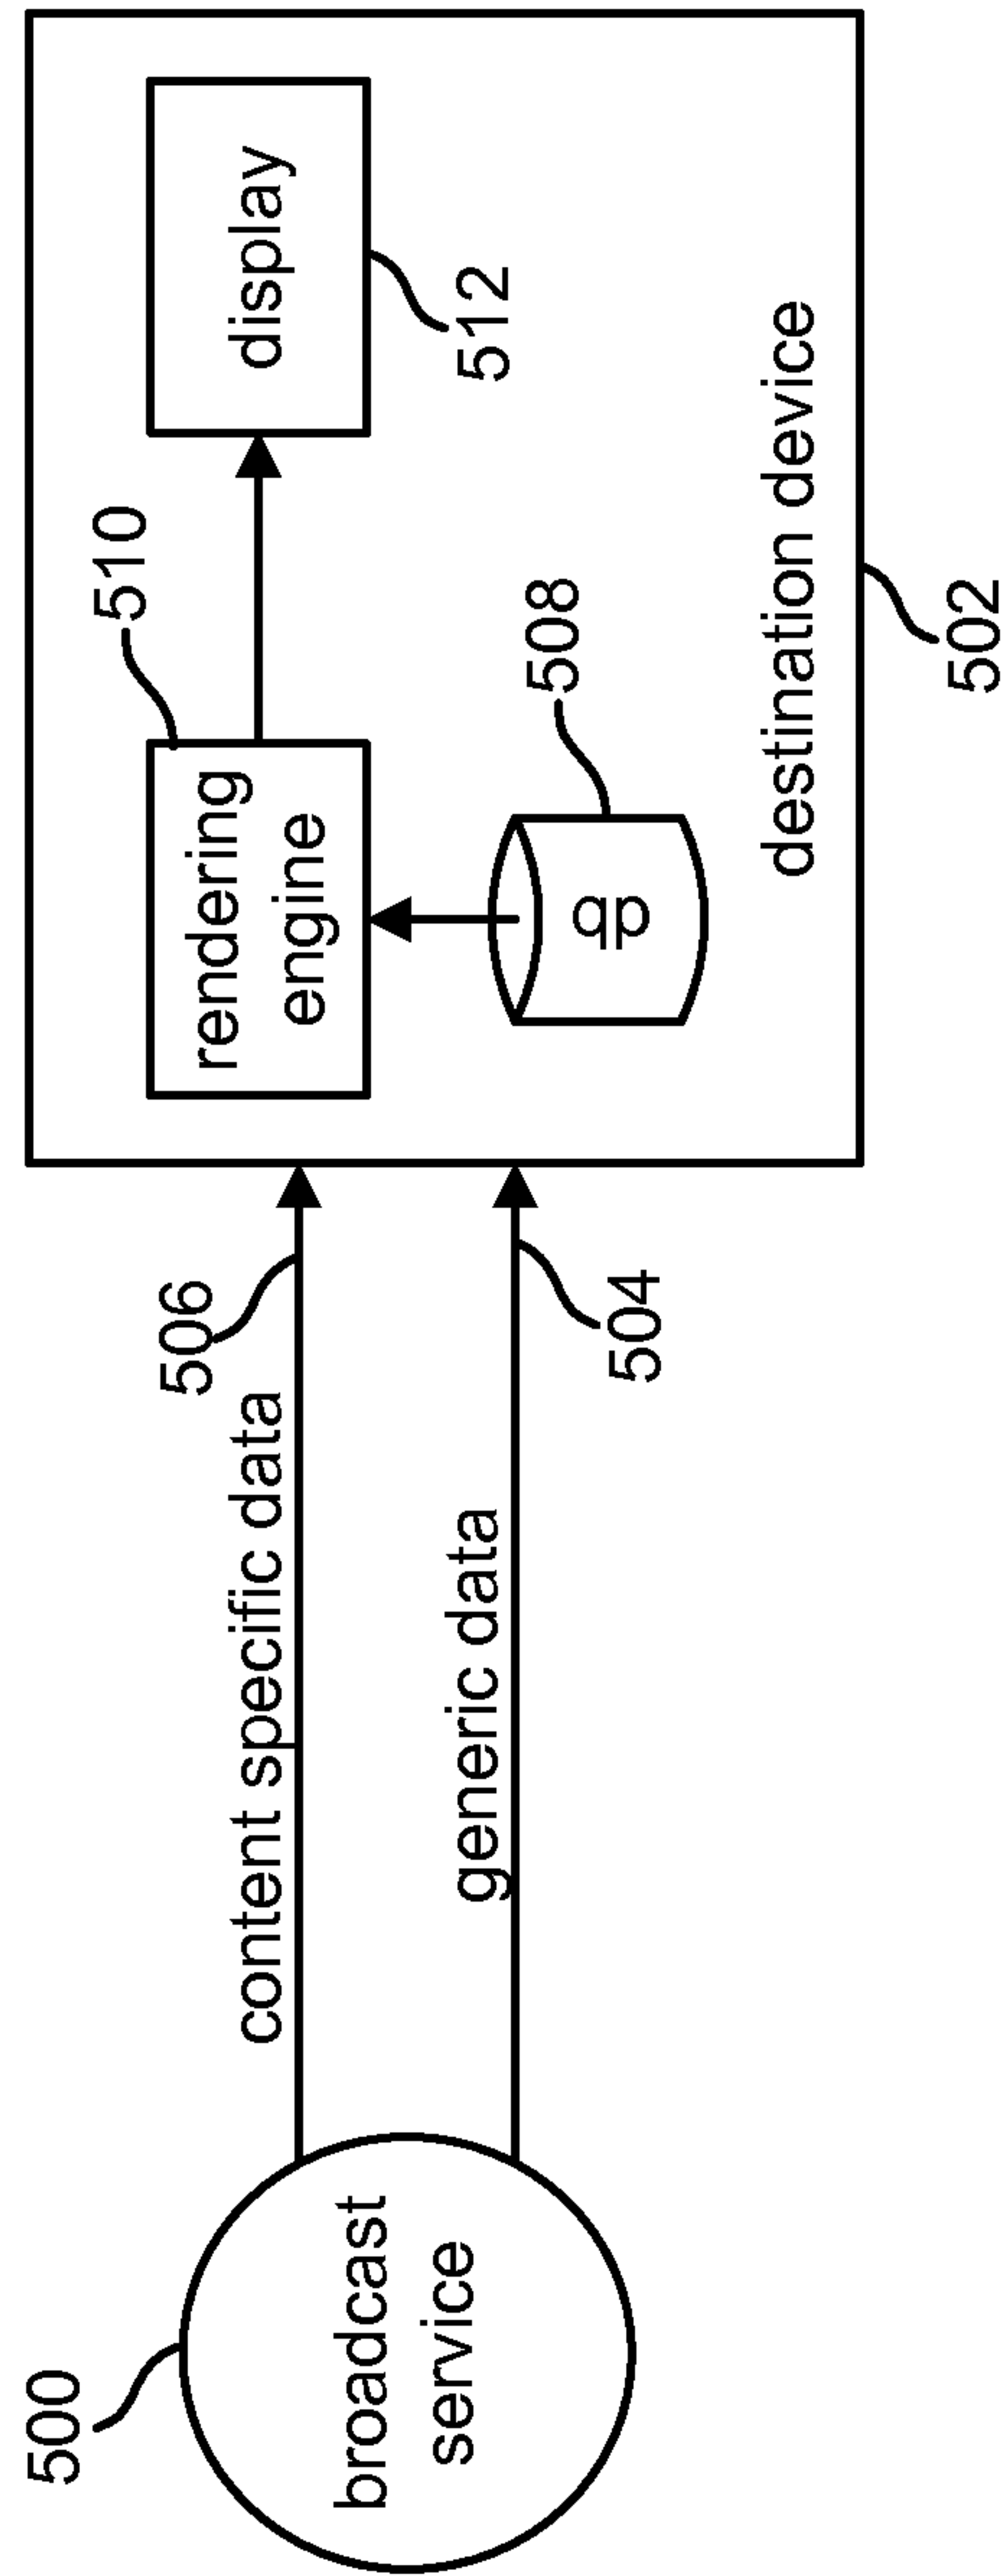 500
broadcast
service
content specific data
506
generic data
504
rendering
engine
510
db
508
display
512
destination device
502